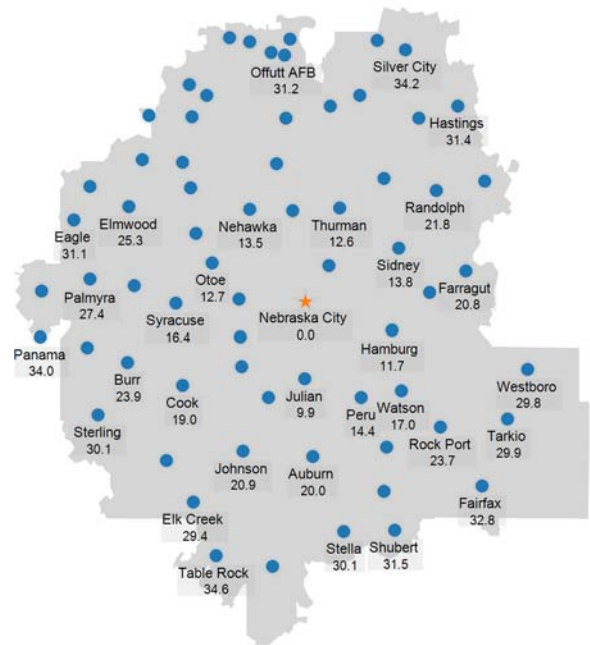 Offutt AFB
31.2
Silver City
34.2
Hastings
31.4
Randolph
21.8
Elmwood
25.3
Nehawka
13.5
Thurman
12.6
Eagle
31.1
Sidney
13.8
Otoe
12.7
Farragut
20.8
Palmyra
27.4
Syracuse
16.4
Nebraska City
0.0
Hamburg
11.7
Panama
34.0
Burr
23.9
Cook
19.0
Julian
9.9
Westboro
29.8
Peru
14.4
Watson
17.0
Sterling
30.1
Tarkio
29.9
Rock Port
23.7
Johnson
20.9
Auburn
20.0
Fairfax
32.8
Elk Creek
29.4
Stella
30.1
Shubert
31.5
Table Rock
34.6